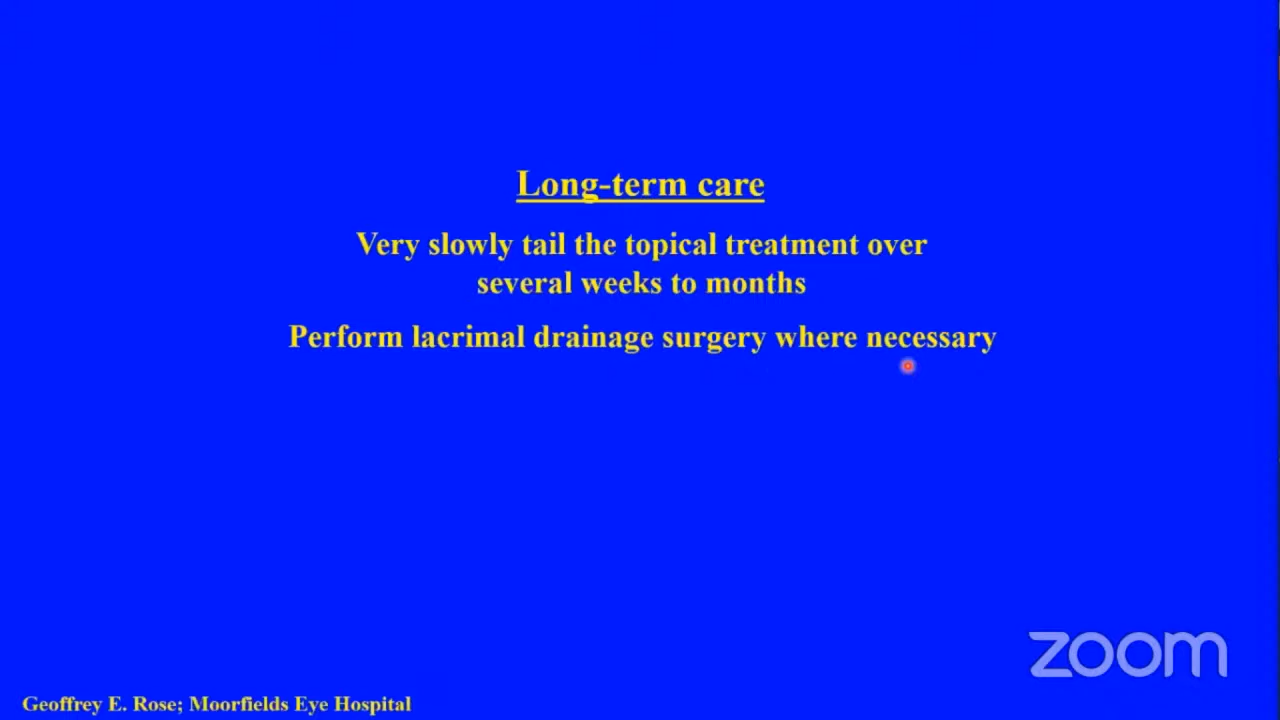 Long-term care
Very slowly tail the topical treatment over
several weeks to months
Perform lacrimal drainage surgery where necessary
zoom
Geoffrey E. Rose; Moorfields Eye Hospital